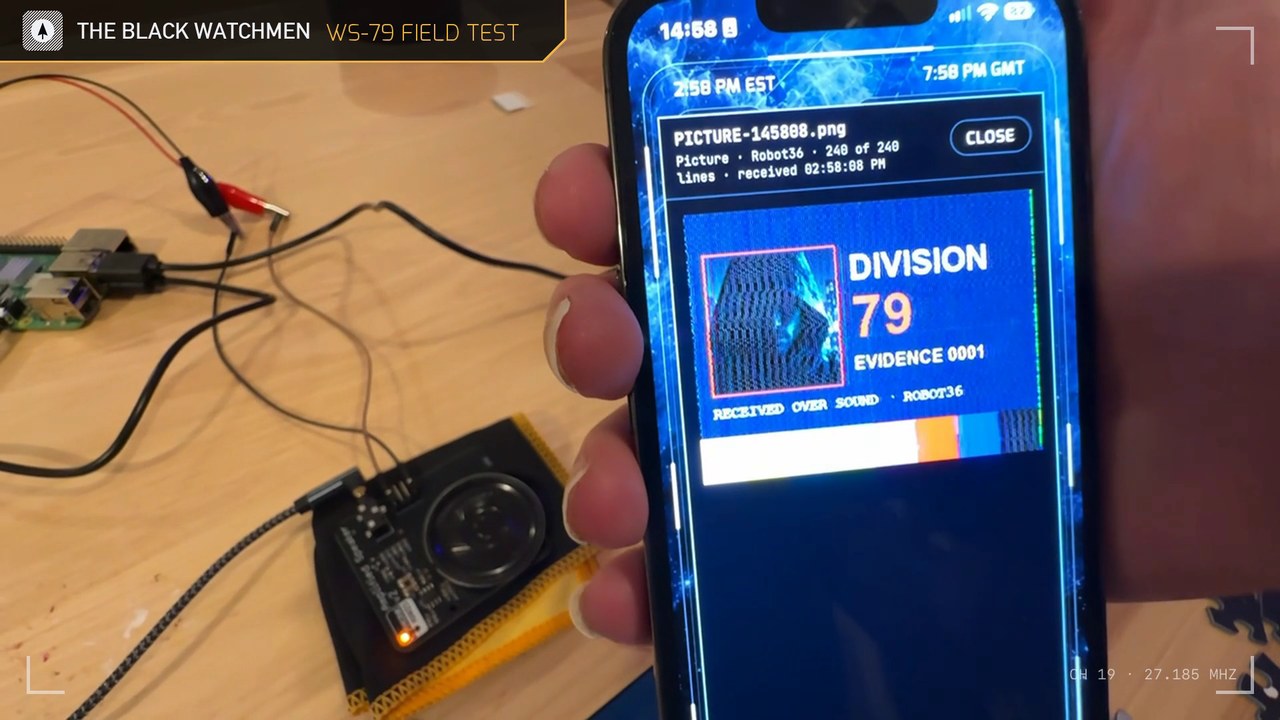 THE BLACK WATCHMEN WS-79 FIELD TEST
14:58
82
2:58 PM EST 7:58 PM GMT
PICTURE-145808.png
Picture · Robot36 · 240 of 240
lines · received 02:58:08 PM
CLOSE
DIVISION
79
EVIDENCE 0001
RECEIVED OVER SOUND · ROBOT36
CH 19 · 27.185 MHZ